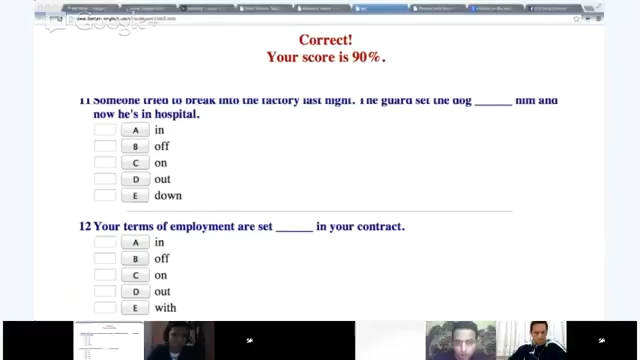 Google+
Correct!
Your score is 90%.
11 Someone tried to break into the factory last night. The guard set the dog ______ him and
now he's in hospital.
A in
B off
C on
D out
E down
12 Your terms of employment are set ______ in your contract.
A in
B off
C on
D out
E with